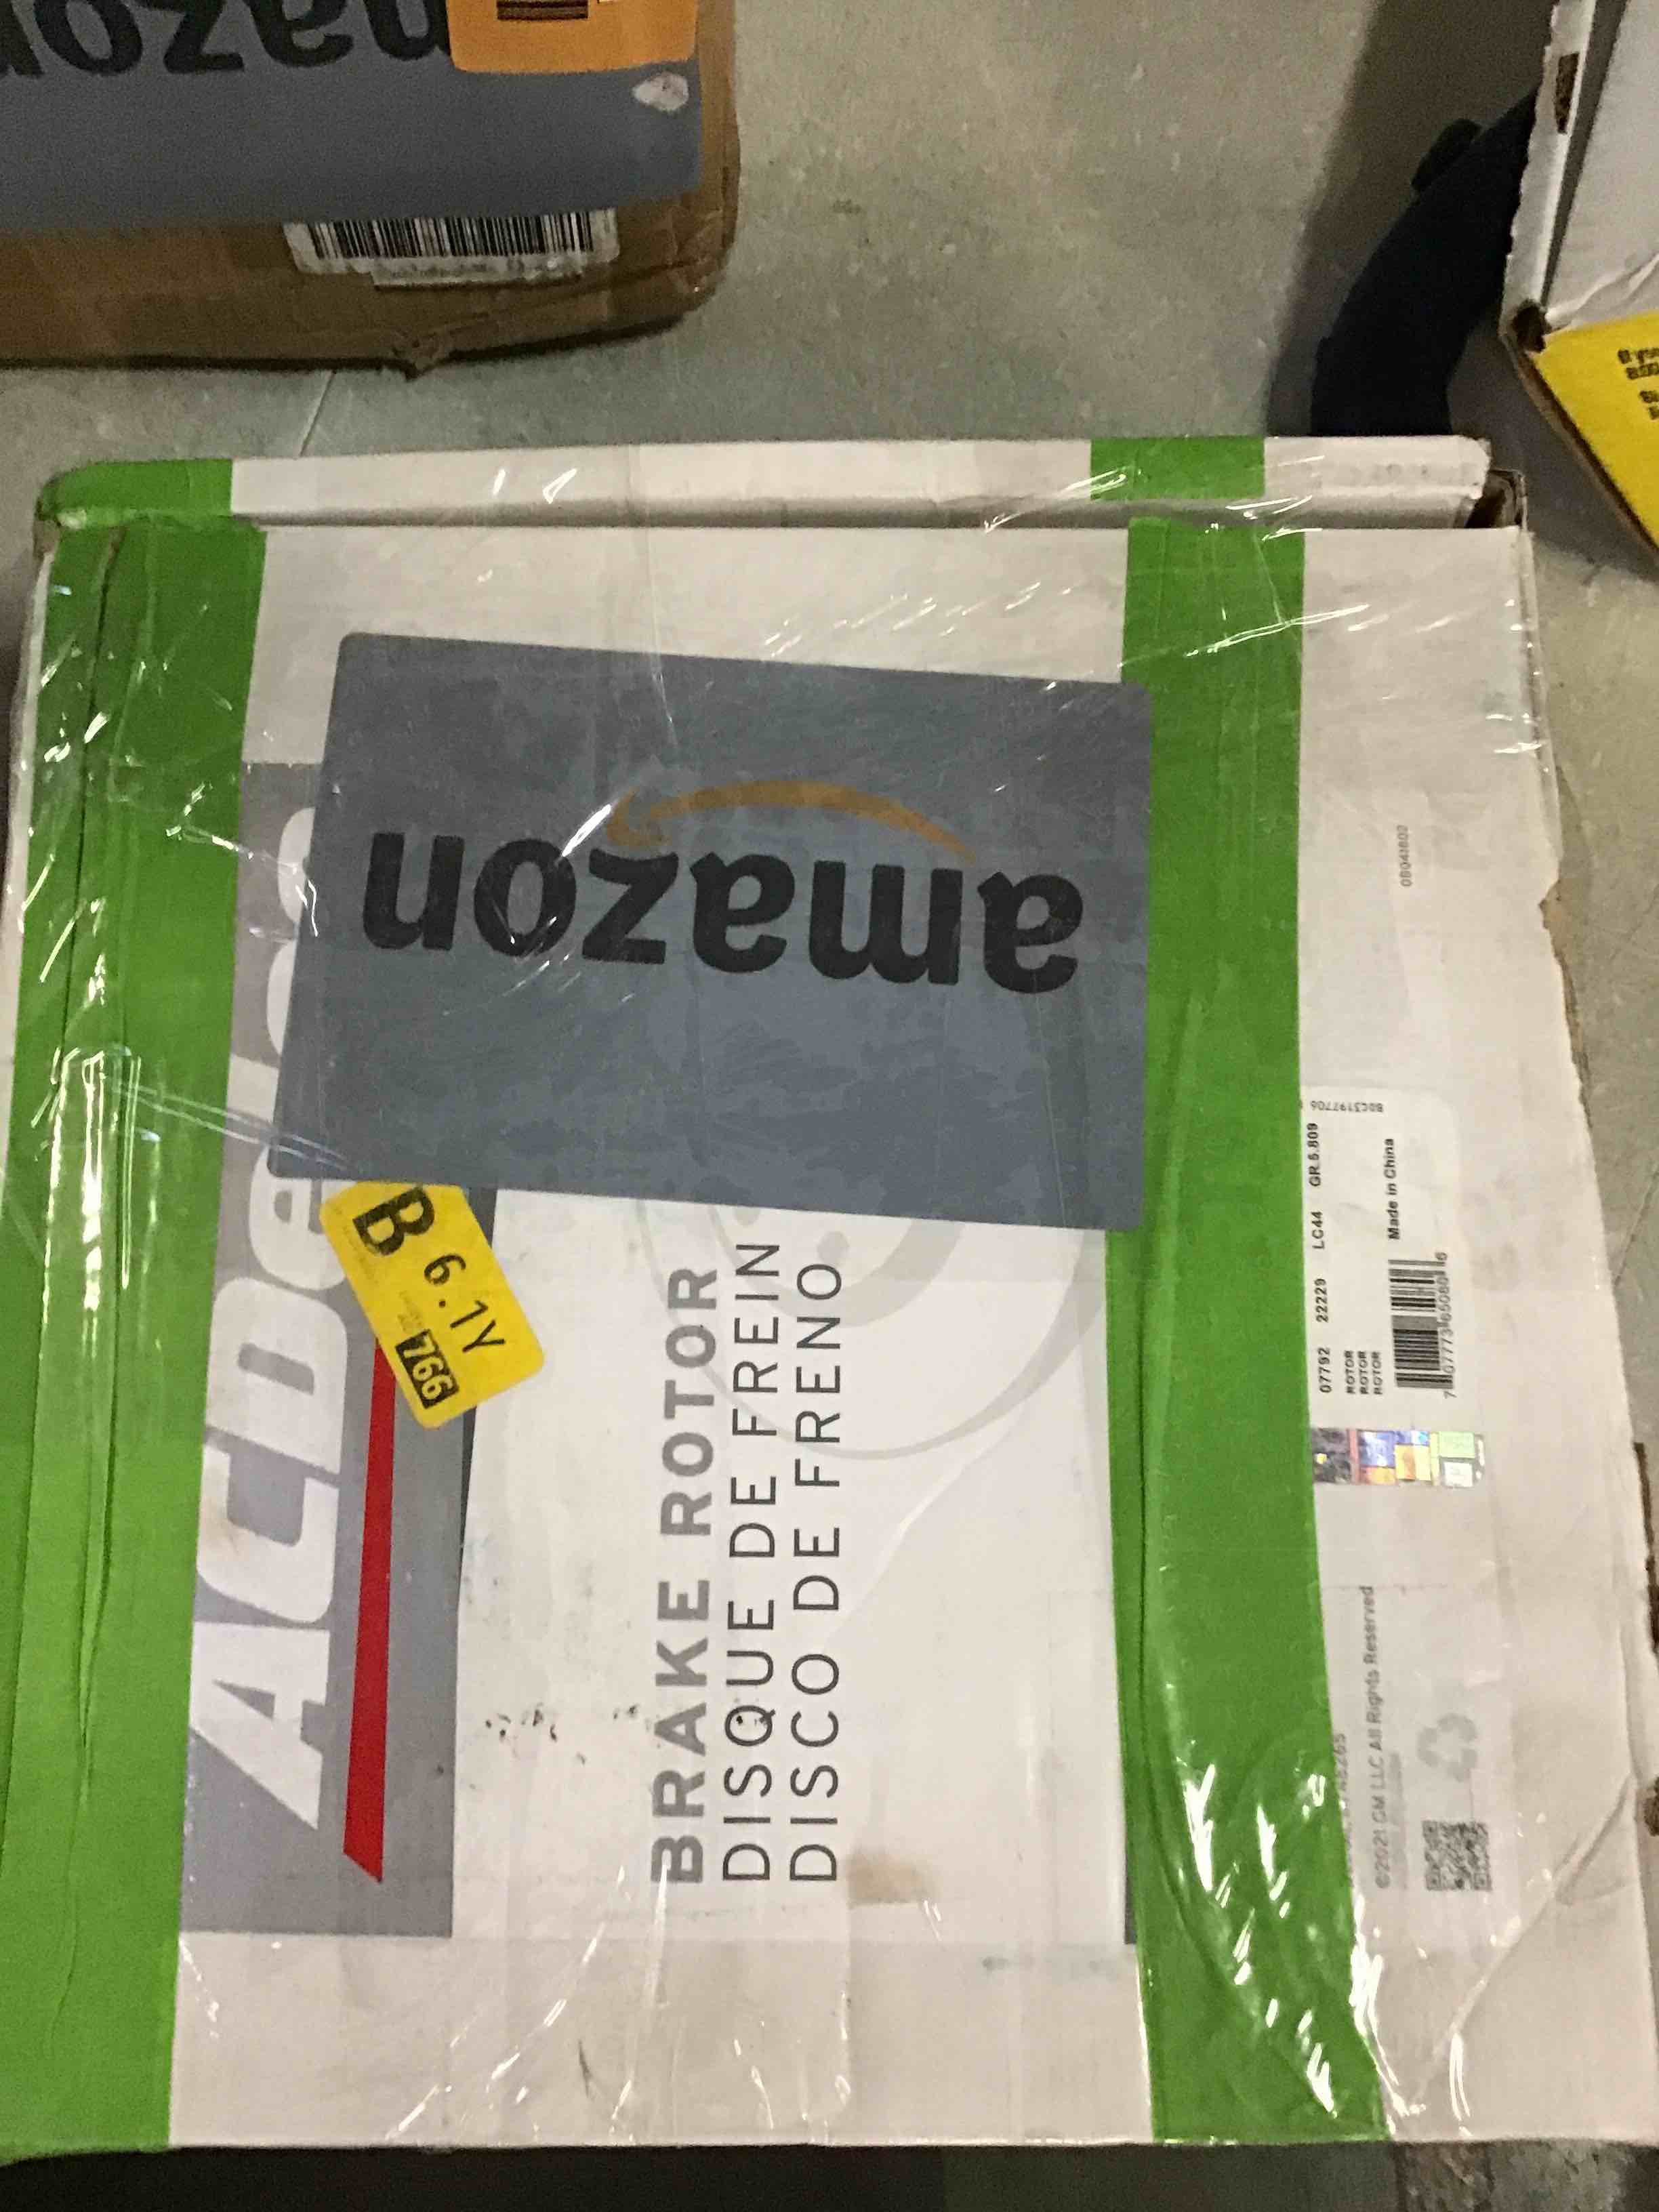 amazon
ACDelco
B
6.1Y
766
BRAKE ROTOR
DISQUE DE FREIN
DISCO DE FRENO
07792 22229 LC44 GR.5.809
ROTOR
ROTOR
ROTOR
Made in China
©2021 GM LLC All Rights Reserved